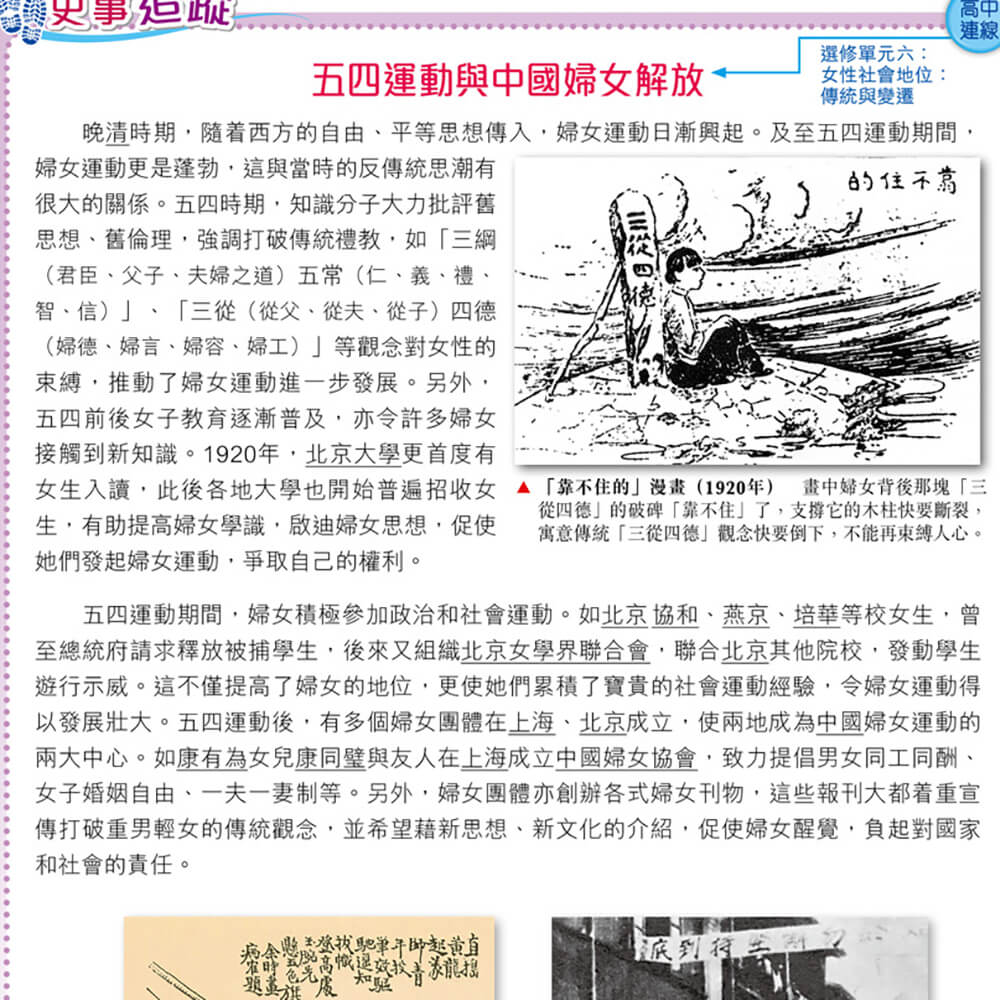 史事追蹤
高中
連線
選修單元六：
女性社會地位：
傳統與變遷
五四運動與中國婦女解放
晚清時期，隨着西方的自由、平等思想傳入，婦女運動日漸興起。及至五四運動期間，
婦女運動更是蓬勃，這與當時的反傳統思潮有
很大的關係。五四時期，知識分子大力批評舊
思想、舊倫理，強調打破傳統禮教，如「三綱
（君臣、父子、夫婦之道）五常（仁、義、禮、
智、信）」、「三從（從父、從夫、從子）四德
（婦德、婦言、婦容、婦工）」等觀念對女性的
束縛，推動了婦女運動進一步發展。另外，
五四前後女子教育逐漸普及，亦令許多婦女
接觸到新知識。1920年，北京大學更首度有
女生入讀，此後各地大學也開始普遍招收女
生，有助提高婦女學識，啟迪婦女思想，促使
她們發起婦女運動，爭取自己的權利。
靠不住的
三從四德
▲「靠不住的」漫畫（1920年）　畫中婦女背後那塊「三
從四德」的破碑「靠不住」了，支撐它的木柱快要斷裂，
寓意傳統「三從四德」觀念快要倒下，不能再束縛人心。
五四運動期間，婦女積極參加政治和社會運動。如北京協和、燕京、培華等校女生，曾
至總統府請求釋放被捕學生，後來又組織北京女學界聯合會，聯合北京其他院校，發動學生
遊行示威。這不僅提高了婦女的地位，更使她們累積了寶貴的社會運動經驗，令婦女運動得
以發展壯大。五四運動後，有多個婦女團體在上海、北京成立，使兩地成為中國婦女運動的
兩大中心。如康有為女兒康同璧與友人在上海成立中國婦女協會，致力提倡男女同工同酬、
女子婚姻自由、一夫一妻制等。另外，婦女團體亦創辦各式婦女刊物，這些報刊大都着重宣
傳打破重男輕女的傳統觀念，並希望藉新思想、新文化的介紹，促使婦女醒覺，負起對國家
和社會的責任。
直搗
黃龍
年投
拔幟
登高處
玉腕先
懸五色旗